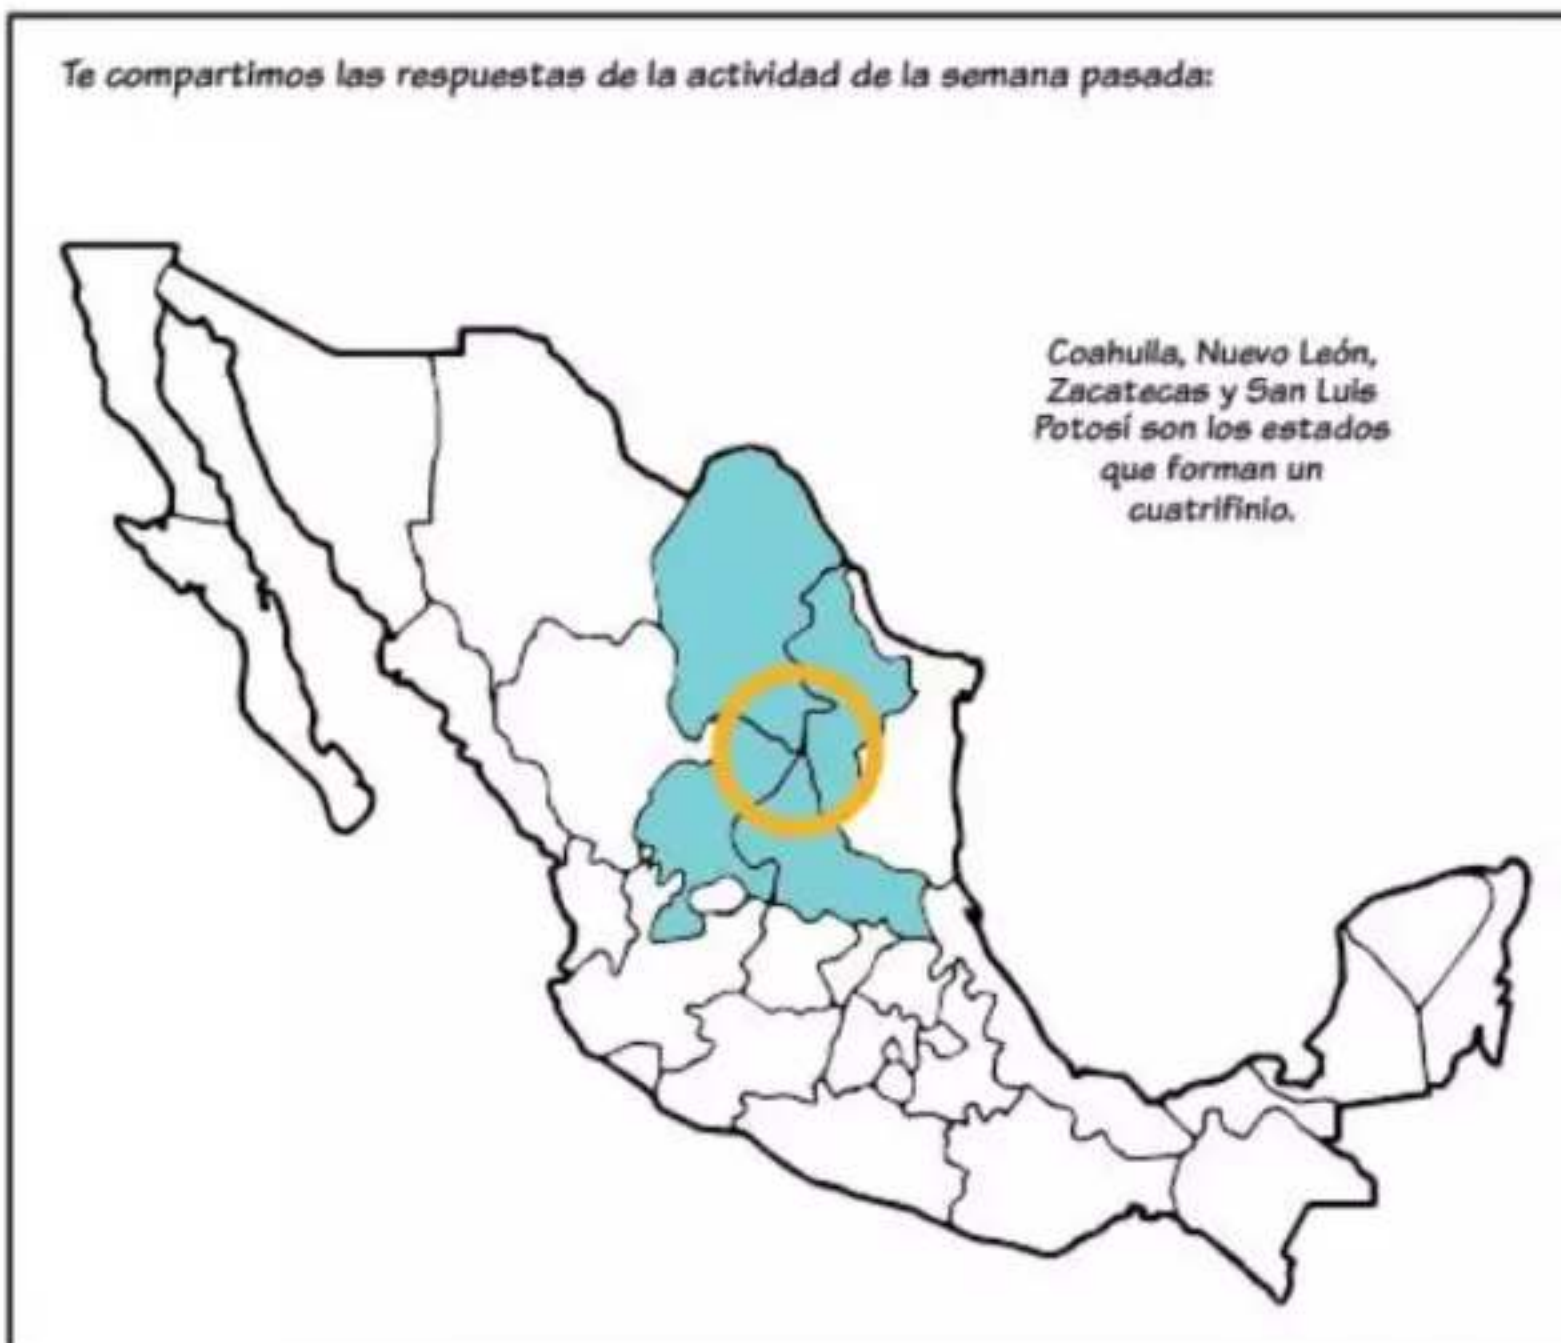 Te compartimos las respuestas de la actividad de la semana pasada:
Coahuila, Nuevo León,
Zacatecas y San Luis
Potosí son los estados
que forman un
cuatrifinio.